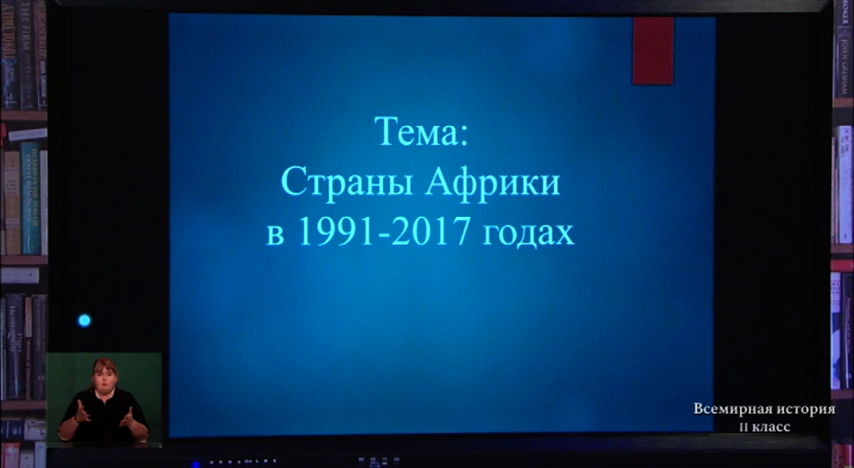 Тема:
Страны Африки
в 1991-2017 годах
Всемирная история
11 класс